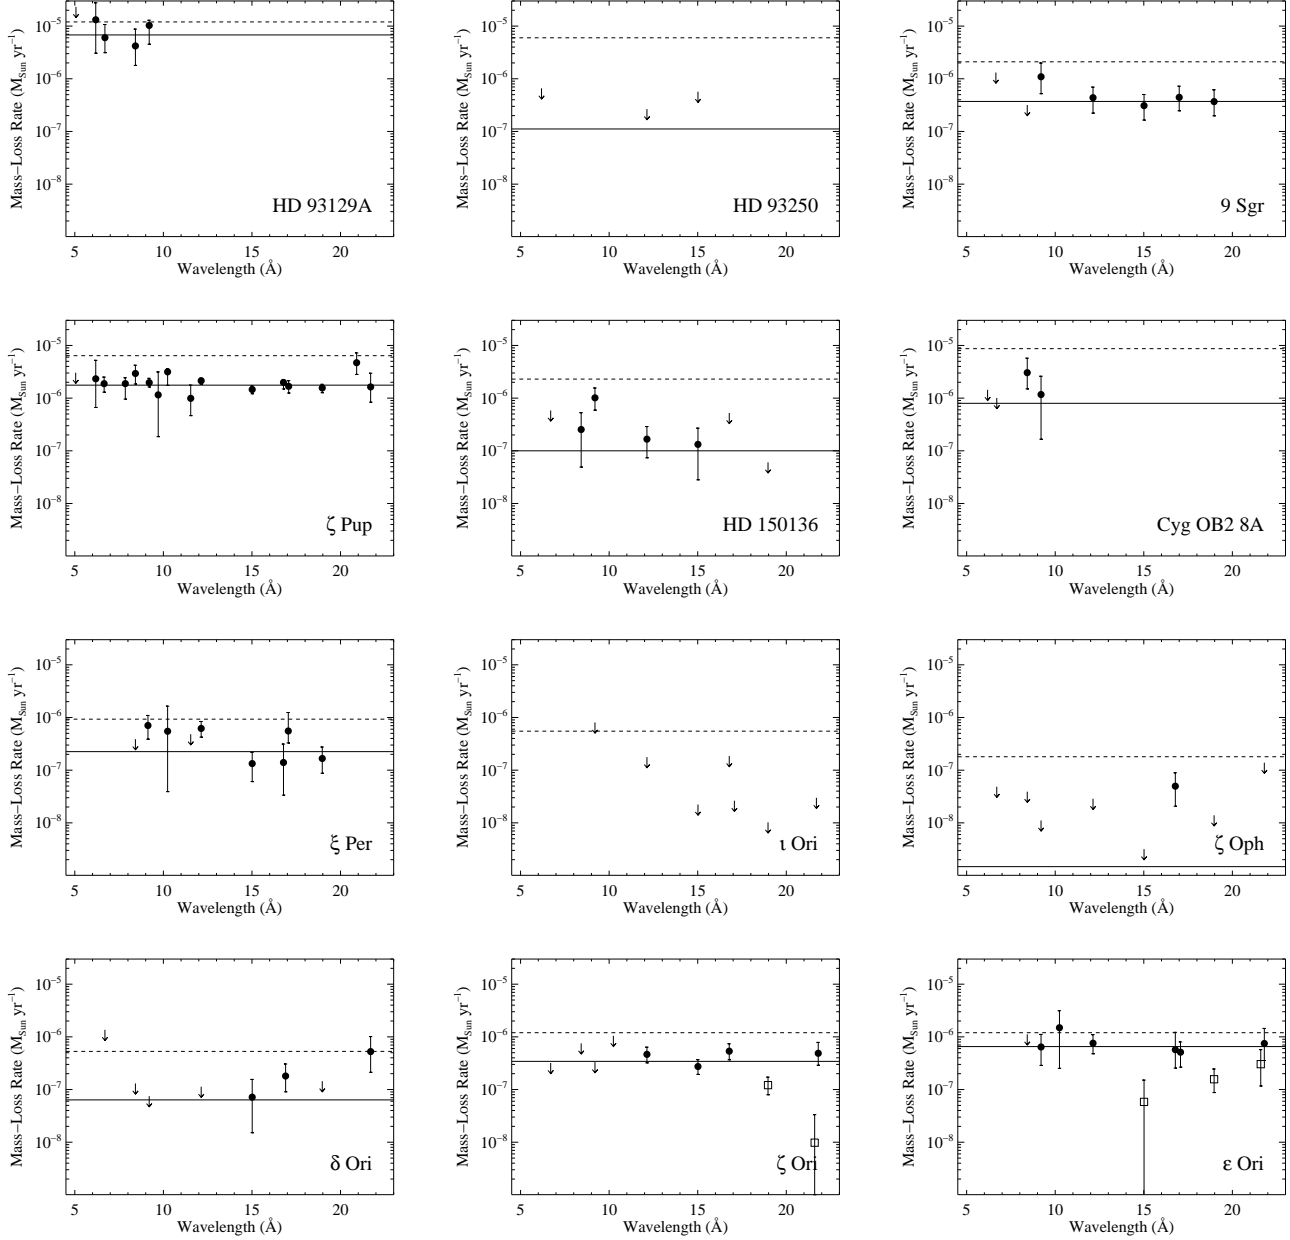 Mass−Loss Rate (M_Sun yr⁻¹)
10⁻⁵
10⁻⁶
10⁻⁷
10⁻⁸
HD 93129A
5 10 15 20
Wavelength (Å)
Mass−Loss Rate (M_Sun yr⁻¹)
10⁻⁵
10⁻⁶
10⁻⁷
10⁻⁸
HD 93250
5 10 15 20
Wavelength (Å)
Mass−Loss Rate (M_Sun yr⁻¹)
10⁻⁵
10⁻⁶
10⁻⁷
10⁻⁸
9 Sgr
5 10 15 20
Wavelength (Å)
Mass−Loss Rate (M_Sun yr⁻¹)
10⁻⁵
10⁻⁶
10⁻⁷
10⁻⁸
ζ Pup
5 10 15 20
Wavelength (Å)
Mass−Loss Rate (M_Sun yr⁻¹)
10⁻⁵
10⁻⁶
10⁻⁷
10⁻⁸
HD 150136
5 10 15 20
Wavelength (Å)
Mass−Loss Rate (M_Sun yr⁻¹)
10⁻⁵
10⁻⁶
10⁻⁷
10⁻⁸
Cyg OB2 8A
5 10 15 20
Wavelength (Å)
Mass−Loss Rate (M_Sun yr⁻¹)
10⁻⁵
10⁻⁶
10⁻⁷
10⁻⁸
ξ Per
5 10 15 20
Wavelength (Å)
Mass−Loss Rate (M_Sun yr⁻¹)
10⁻⁵
10⁻⁶
10⁻⁷
10⁻⁸
ι Ori
5 10 15 20
Wavelength (Å)
Mass−Loss Rate (M_Sun yr⁻¹)
10⁻⁵
10⁻⁶
10⁻⁷
10⁻⁸
ζ Oph
5 10 15 20
Wavelength (Å)
Mass−Loss Rate (M_Sun yr⁻¹)
10⁻⁵
10⁻⁶
10⁻⁷
10⁻⁸
δ Ori
5 10 15 20
Wavelength (Å)
Mass−Loss Rate (M_Sun yr⁻¹)
10⁻⁵
10⁻⁶
10⁻⁷
10⁻⁸
ζ Ori
5 10 15 20
Wavelength (Å)
Mass−Loss Rate (M_Sun yr⁻¹)
10⁻⁵
10⁻⁶
10⁻⁷
10⁻⁸
ε Ori
5 10 15 20
Wavelength (Å)